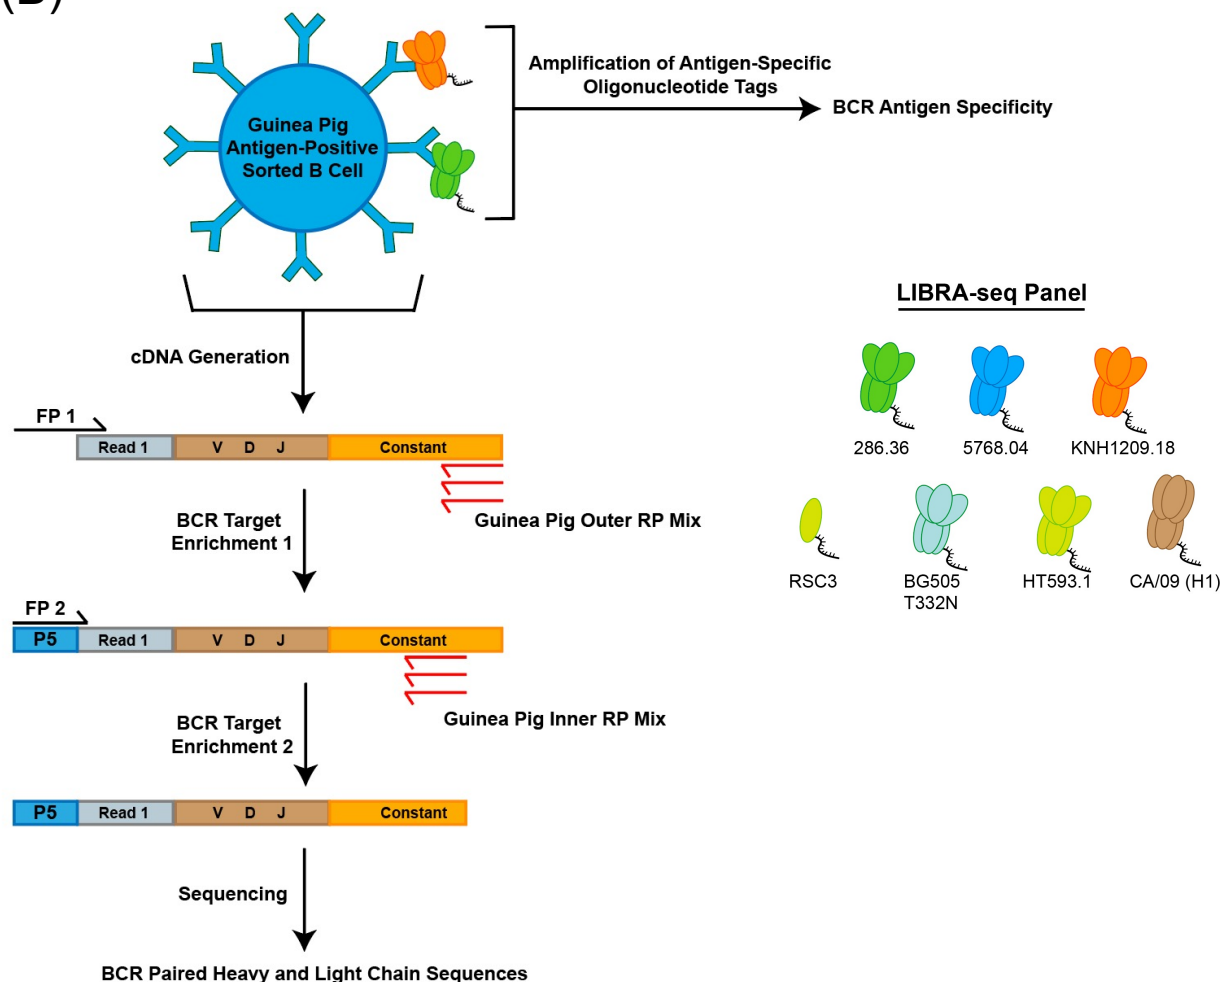 (B)
Guinea Pig
Antigen-Positive
Sorted B Cell
Amplification of Antigen-Specific
Oligonucleotide Tags
BCR Antigen Specificity
cDNA Generation
FP 1
Read 1 V D J Constant
Guinea Pig Outer RP Mix
BCR Target
Enrichment 1
FP 2
P5 Read 1 V D J Constant
Guinea Pig Inner RP Mix
BCR Target
Enrichment 2
P5 Read 1 V D J Constant
Sequencing
BCR Paired Heavy and Light Chain Sequences
LIBRA-seq Panel
286.36 5768.04 KNH1209.18
RSC3 BG505 HT593.1 CA/09 (H1)
T332N